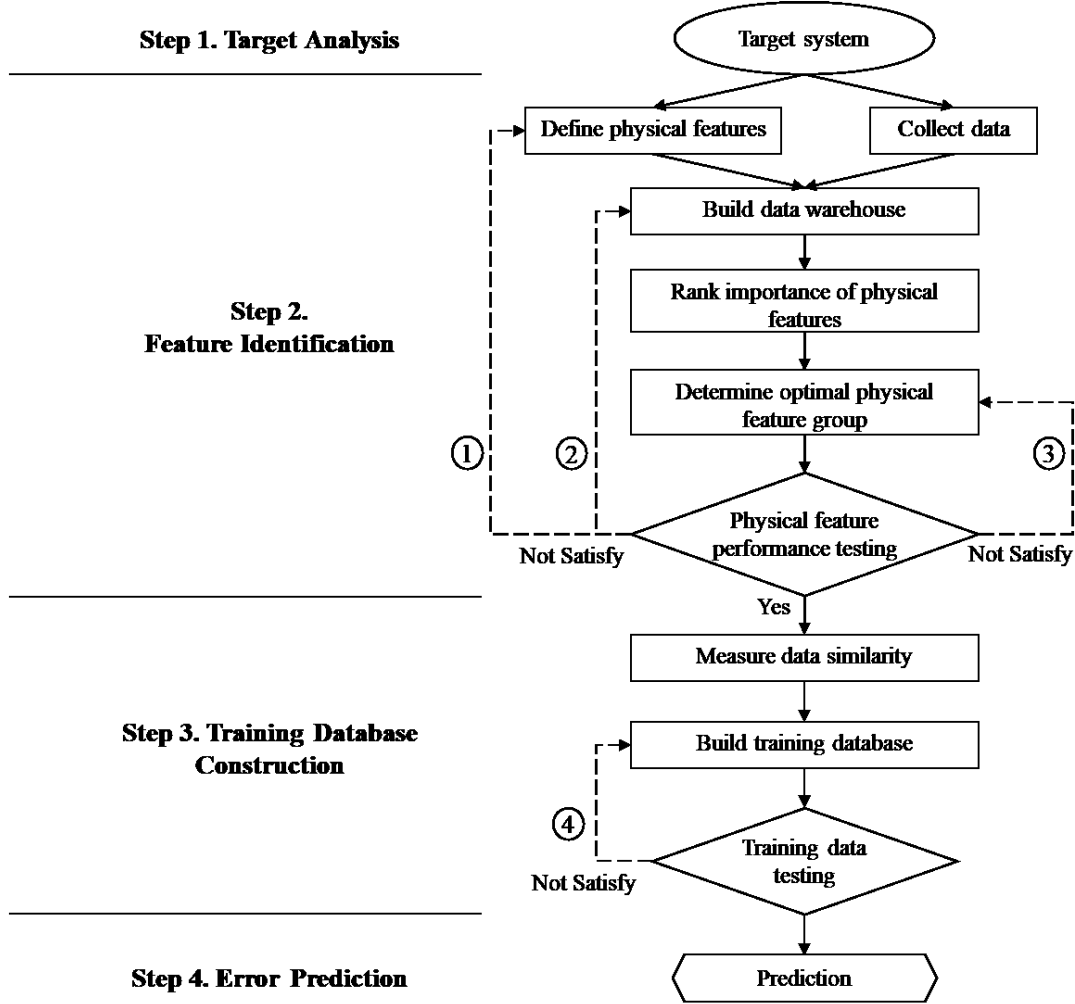 Step 1. Target Analysis
Target system
Define physical features
Collect data
Build data warehouse
Step 2.
Feature Identification
Rank importance of physical
features
Determine optimal physical
feature group
①
②
③
Physical feature
performance testing
Not Satisfy
Not Satisfy
Yes
Measure data similarity
Step 3. Training Database
Construction
Build training database
④
Training data
testing
Not Satisfy
Step 4. Error Prediction
Prediction